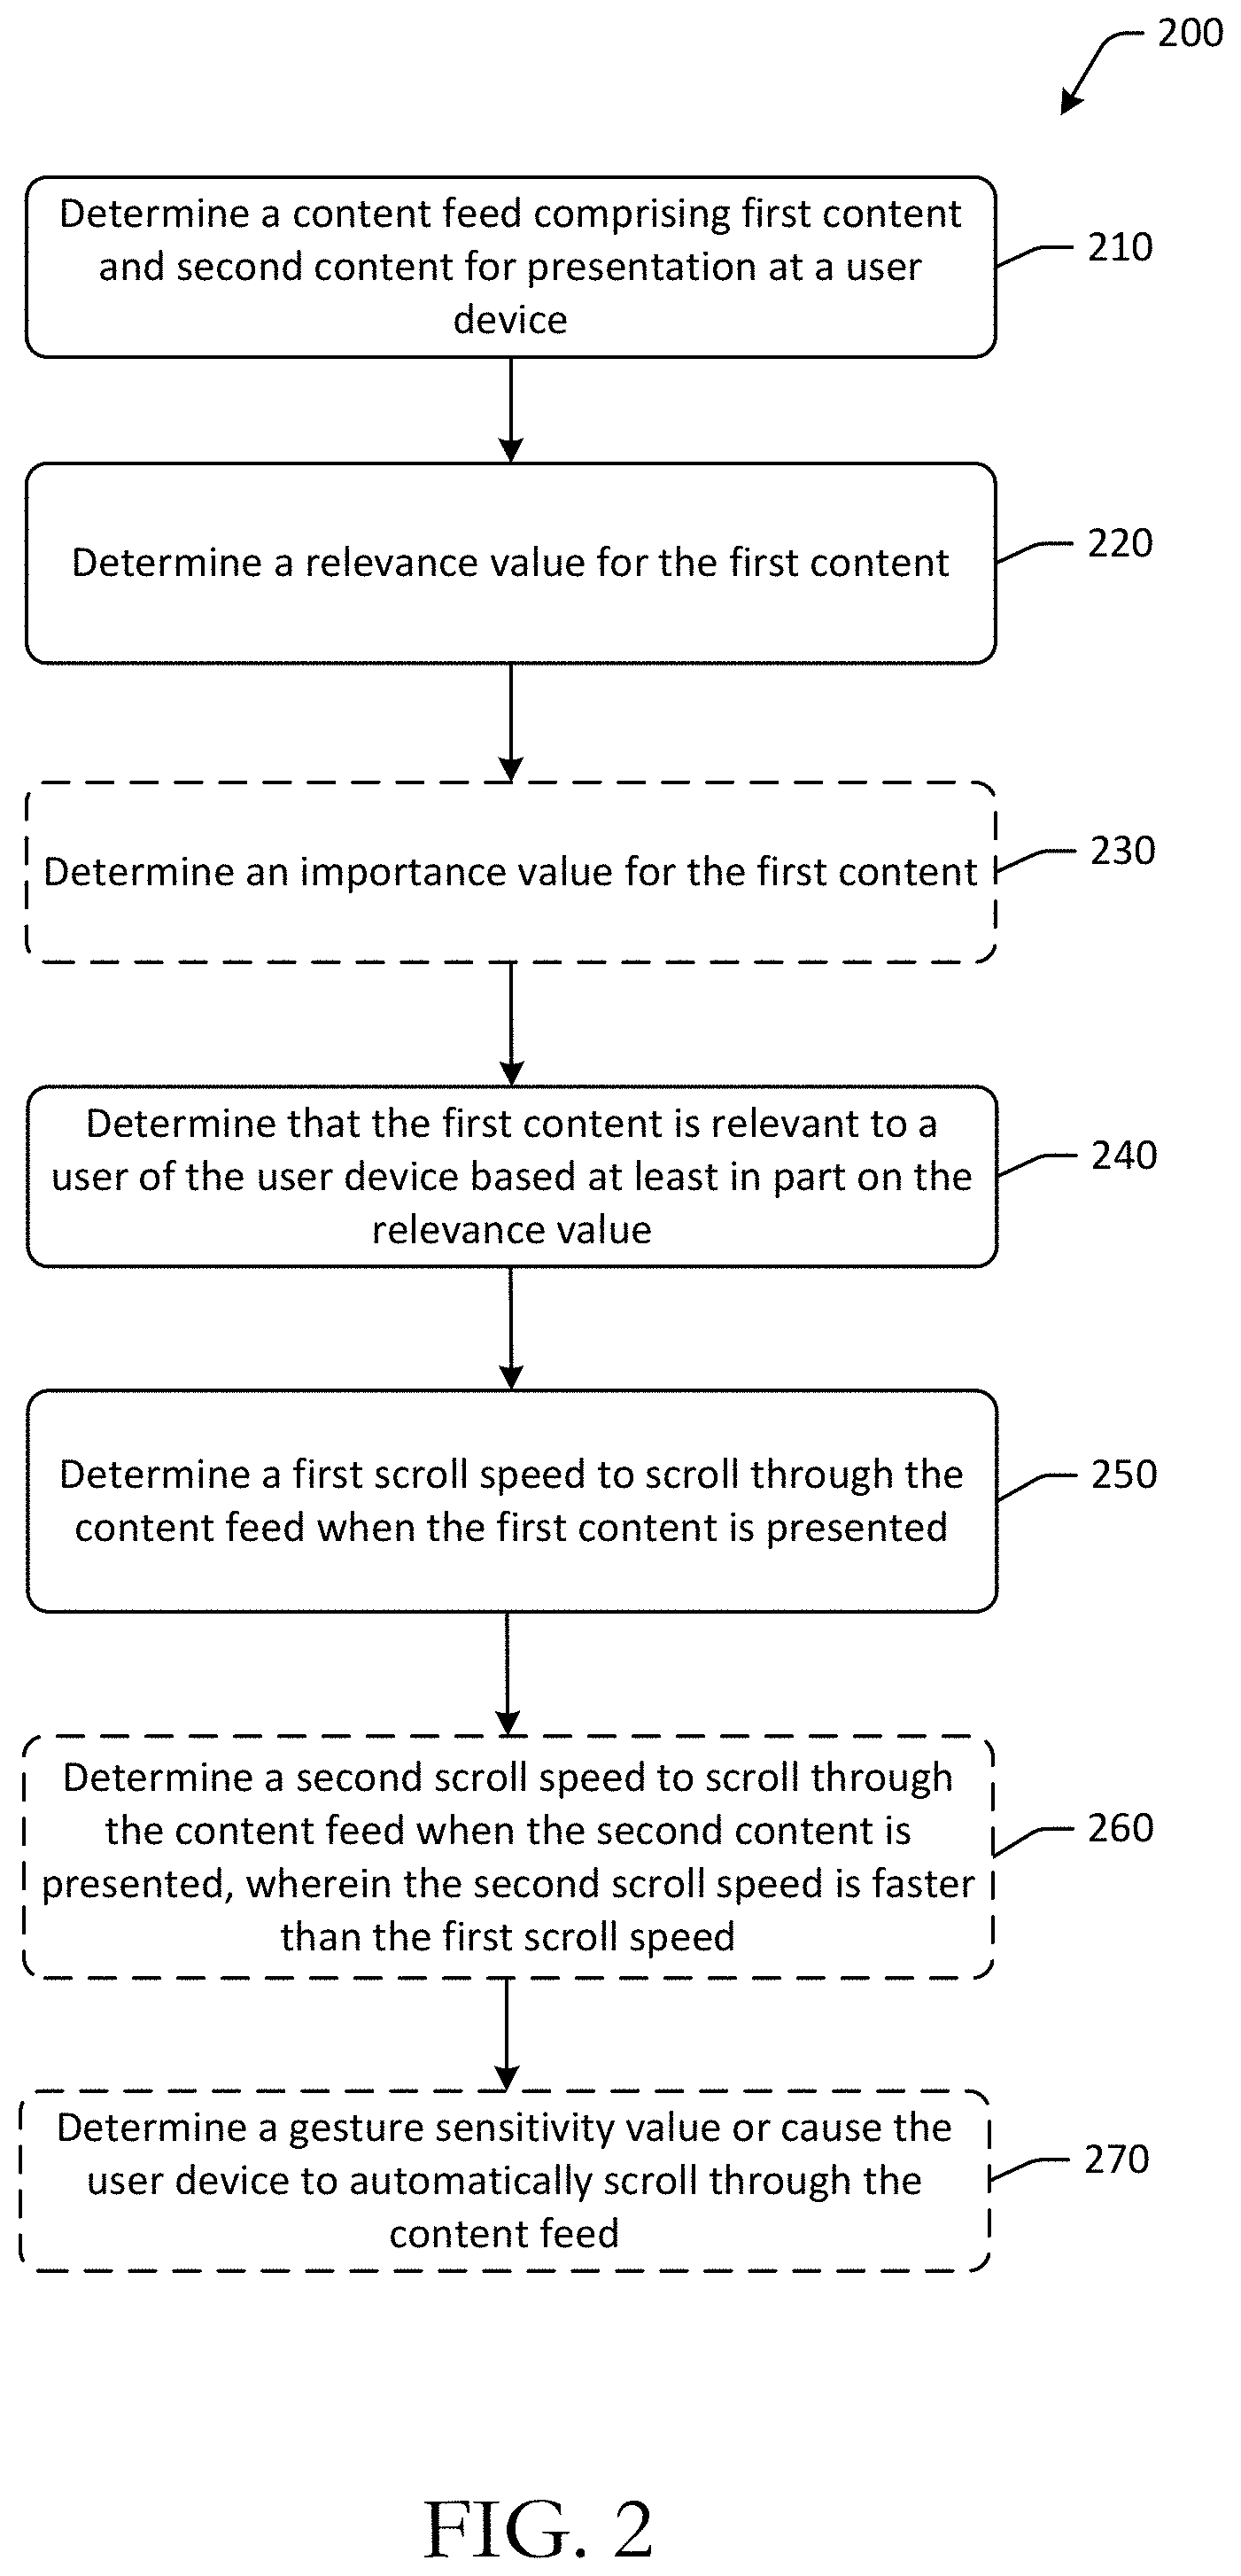 200
Determine a content feed comprising first content
and second content for presentation at a user
device
210
Determine a relevance value for the first content
220
Determine an importance value for the first content
230
Determine that the first content is relevant to a
user of the user device based at least in part on the
relevance value
240
Determine a first scroll speed to scroll through the
content feed when the first content is presented
250
Determine a second scroll speed to scroll through
the content feed when the second content is
presented, wherein the second scroll speed is faster
than the first scroll speed
260
Determine a gesture sensitivity value or cause the
user device to automatically scroll through the
content feed
270
FIG. 2